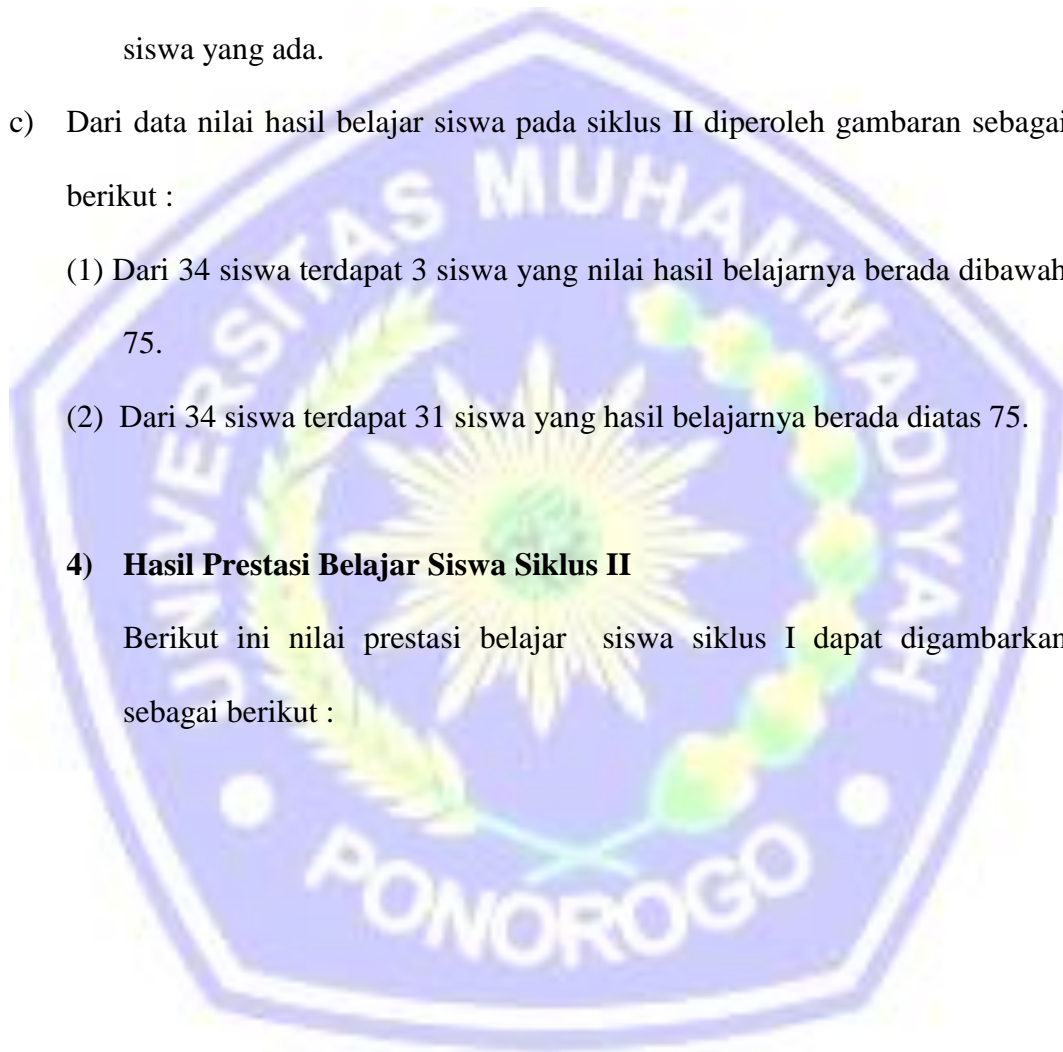 siswa yang ada.
c) Dari data nilai hasil belajar siswa pada siklus II diperoleh gambaran sebagai
berikut :
(1) Dari 34 siswa terdapat 3 siswa yang nilai hasil belajarnya berada dibawah
75.
(2) Dari 34 siswa terdapat 31 siswa yang hasil belajarnya berada diatas 75.
4) Hasil Prestasi Belajar Siswa Siklus II
Berikut ini nilai prestasi belajar siswa siklus I dapat digambarkan
sebagai berikut :
UNIVERSITAS MUHAMMADIYAH
PONOROGO